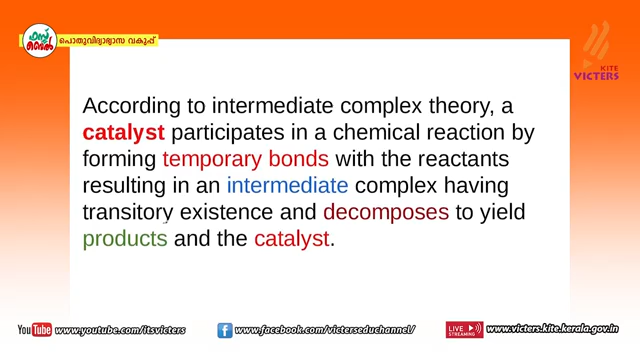 ഫസ്റ്റ് ബെൽ
പൊതുവിദ്യാഭ്യാസ വകുപ്പ്
KITE
VICTERS
According to intermediate complex theory, a
catalyst participates in a chemical reaction by
forming temporary bonds with the reactants
resulting in an intermediate complex having
transitory existence and decomposes to yield
products and the catalyst.
YouTube www.youtube.com/itsvicters
f www.facebook.com/victerseduchannel/
LIVE STREAMING www.victers.kite.kerala.gov.in